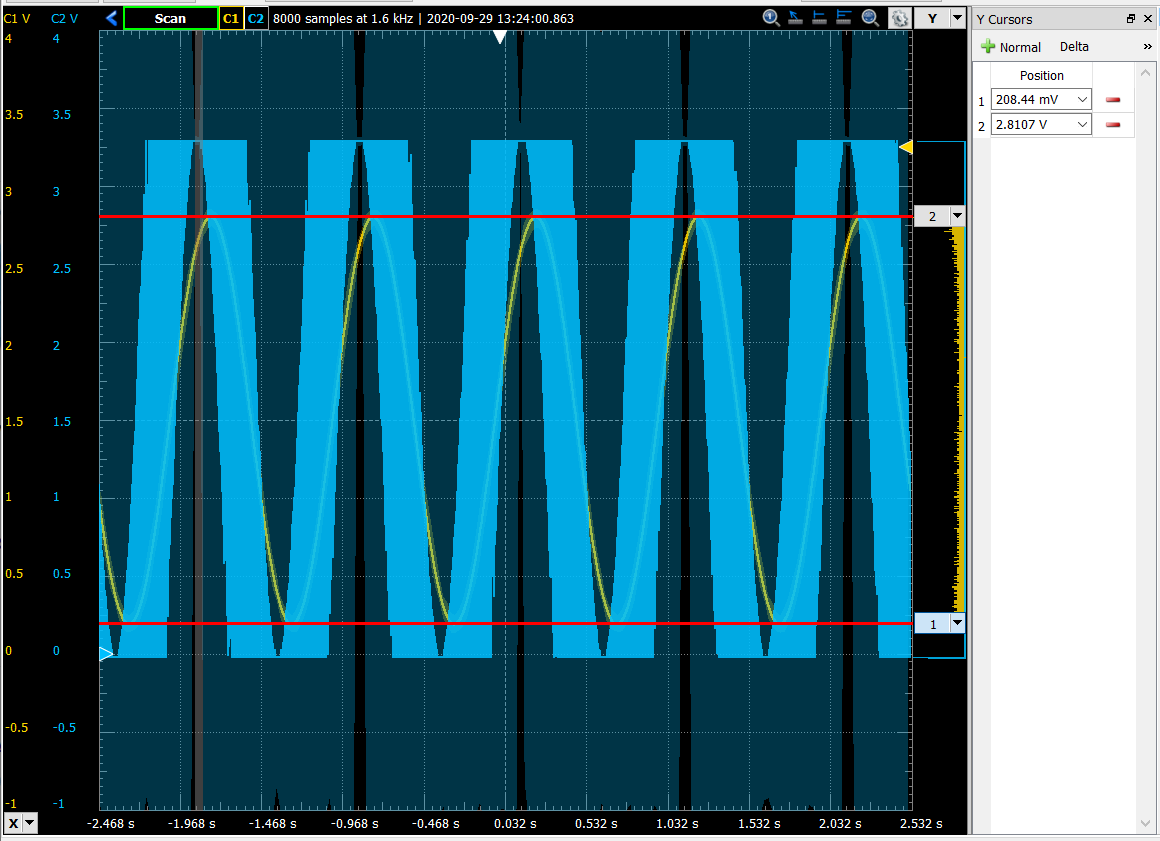 C1 V C2 V Scan C1 C2 8000 samples at 1.6 kHz | 2020-09-29 13:24:00.863 Y Y Cursors
Normal Delta »
Position
1 208.44 mV
2 2.8107 V
4 4
3.5 3.5
3 3
2.5 2.5
2 2
1.5 1.5
1 1
0.5 0.5
0 0
-0.5 -0.5
-1 -1
2
1
X -2.468 s -1.968 s -1.468 s -0.968 s -0.468 s 0.032 s 0.532 s 1.032 s 1.532 s 2.032 s 2.532 s